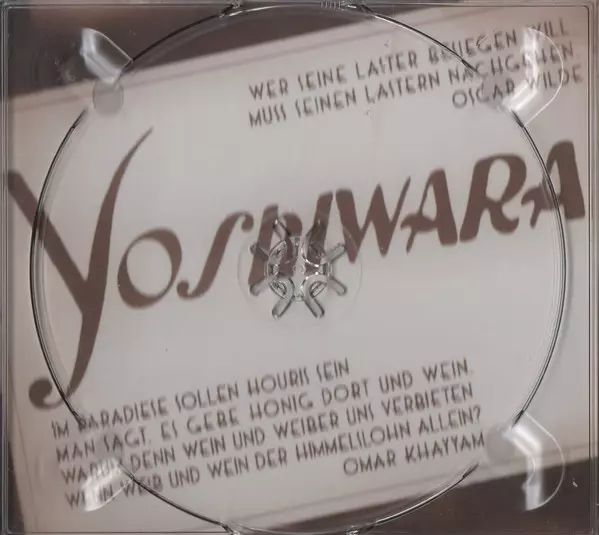 WER SEINE LASTER BESIEGEN WILL
MUSS SEINEN LASTERN NACHGEHEN.
OSCAR WILDE
YOSHIWARA
IM PARADIESE SOLLEN HOURIS SEIN
MAN SAGT, ES GEBE HONIG DORT UND WEIN.
WARUM DENN WEIN UND WEIBER UNS VERBIETEN
WENN WEIB UND WEIN DER HIMMELSLOHN ALLEIN?
OMAR KHAYYAM